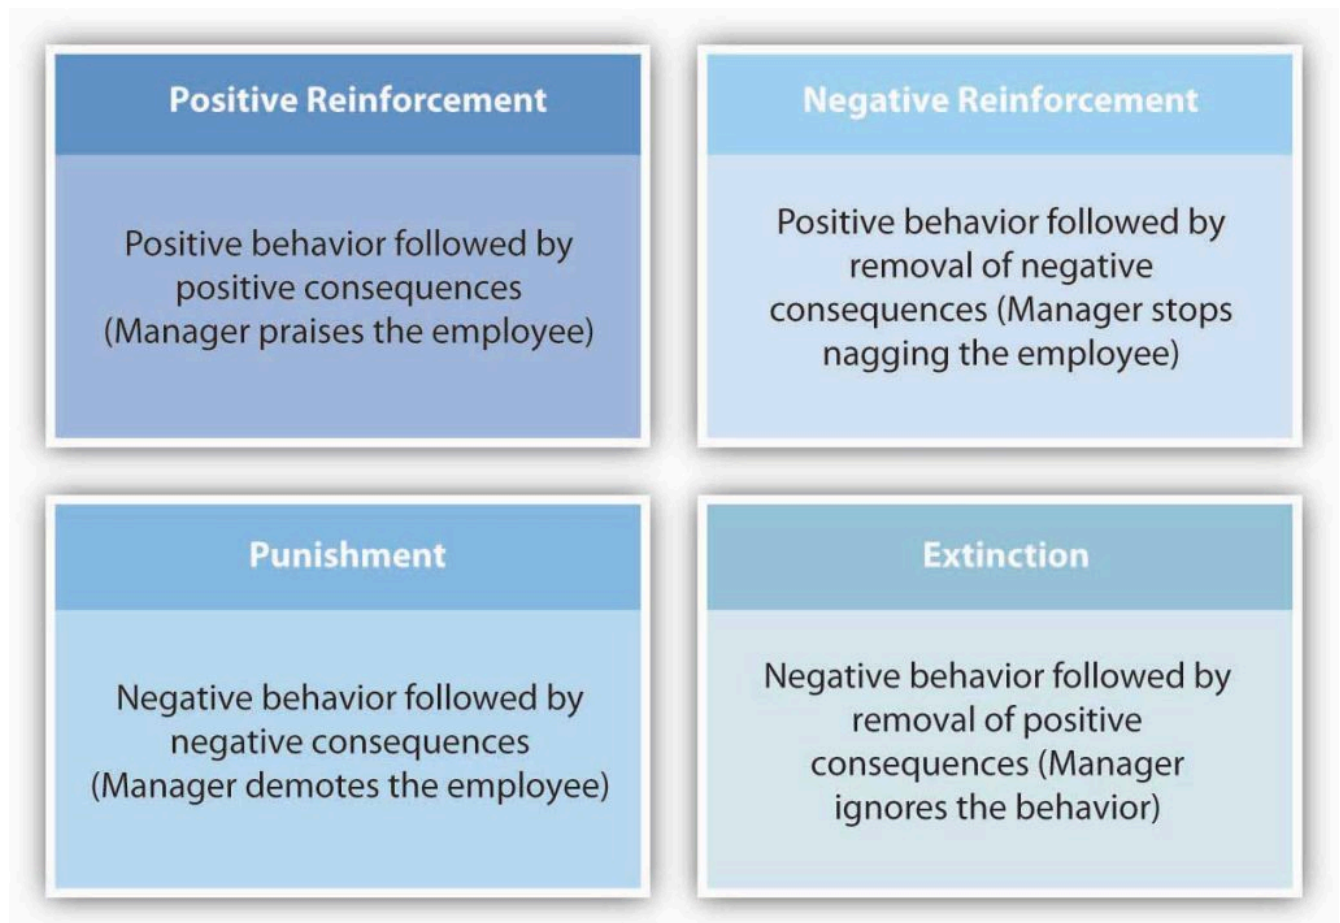 Positive Reinforcement
Positive behavior followed by
positive consequences
(Manager praises the employee)
Negative Reinforcement
Positive behavior followed by
removal of negative
consequences (Manager stops
nagging the employee)
Punishment
Negative behavior followed by
negative consequences
(Manager demotes the employee)
Extinction
Negative behavior followed by
removal of positive
consequences (Manager
ignores the behavior)